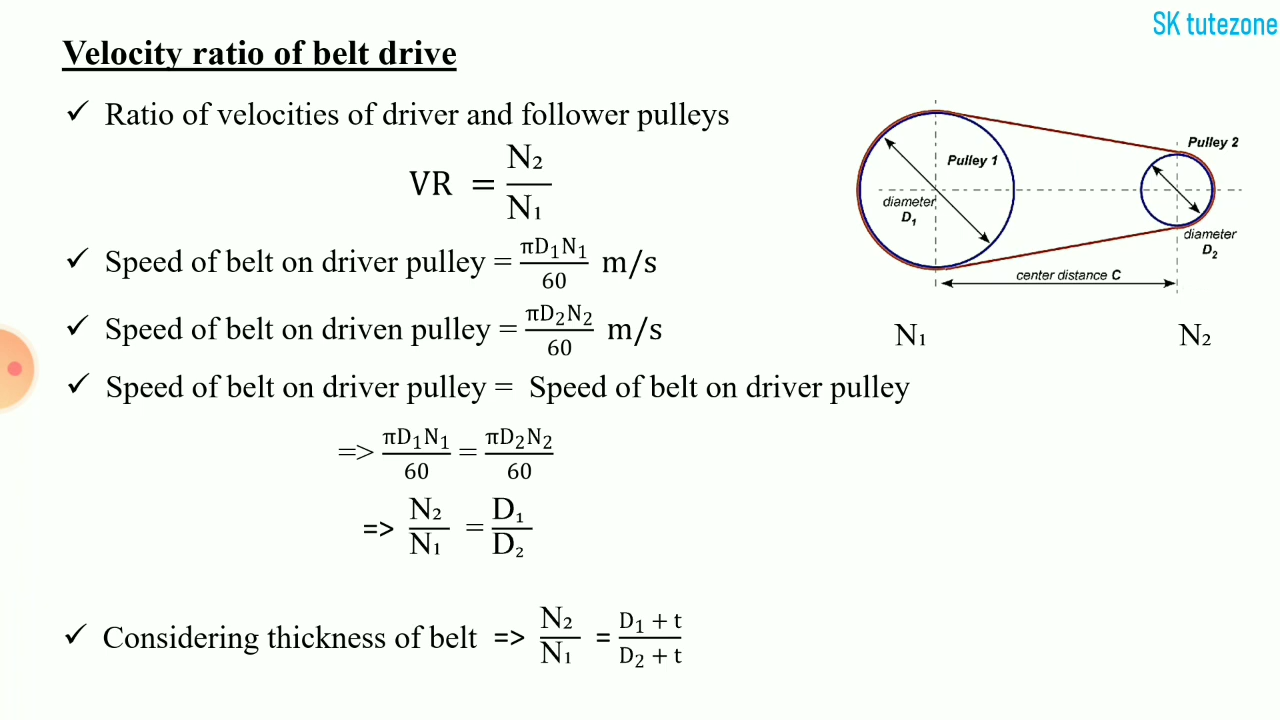 SK tutezone
Velocity ratio of belt drive
✓ Ratio of velocities of driver and follower pulleys
VR = N₂/N₁
✓ Speed of belt on driver pulley = πD₁N₁/60 m/s
✓ Speed of belt on driven pulley = πD₂N₂/60 m/s
✓ Speed of belt on driver pulley = Speed of belt on driver pulley
=> πD₁N₁/60 = πD₂N₂/60
=> N₂/N₁ = D₁/D₂
✓ Considering thickness of belt => N₂/N₁ = D₁ + t/D₂ + t
Pulley 1
diameter
D₁
Pulley 2
diameter
D₂
center distance C
N₁
N₂